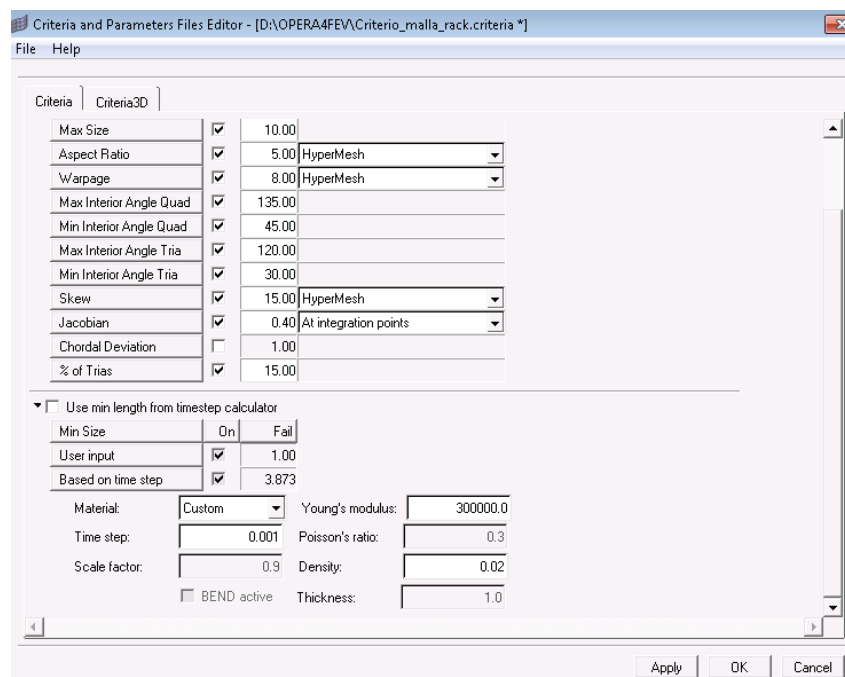 Criteria and Parameters Files Editor - [D:\OPERA4FEV\Criterio_malla_rack.criteria *]
File Help
Criteria Criteria3D
Max Size 10.00
Aspect Ratio 5.00 HyperMesh
Warpage 8.00 HyperMesh
Max Interior Angle Quad 135.00
Min Interior Angle Quad 45.00
Max Interior Angle Tria 120.00
Min Interior Angle Tria 30.00
Skew 15.00 HyperMesh
Jacobian 0.40 At integration points
Chordal Deviation 1.00
% of Trias 15.00
Use min length from timestep calculator
Min Size On Fail
User input 1.00
Based on time step 3.873
Material: Custom Young's modulus: 300000.0
Time step: 0.001 Poisson's ratio: 0.3
Scale factor: 0.9 Density: 0.02
BEND active Thickness: 1.0
Apply OK Cancel